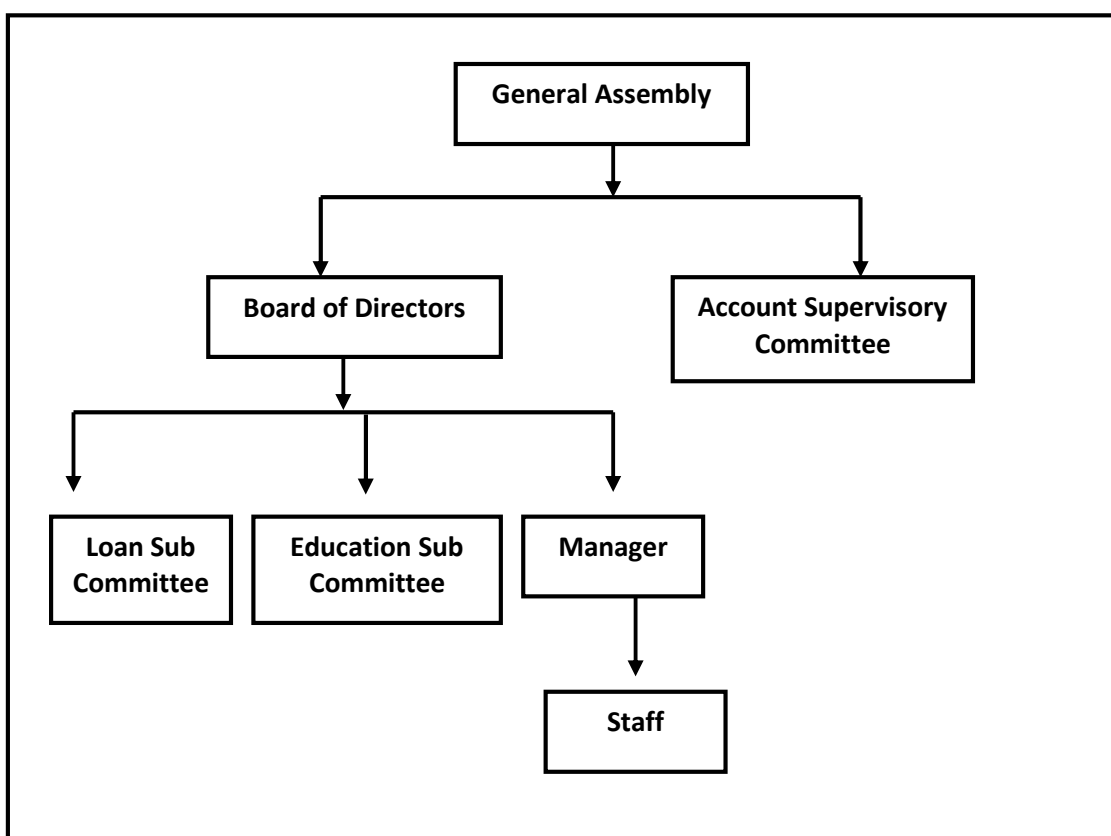 General Assembly
Board of Directors
Account Supervisory
Committee
Loan Sub
Committee
Education Sub
Committee
Manager
Staff